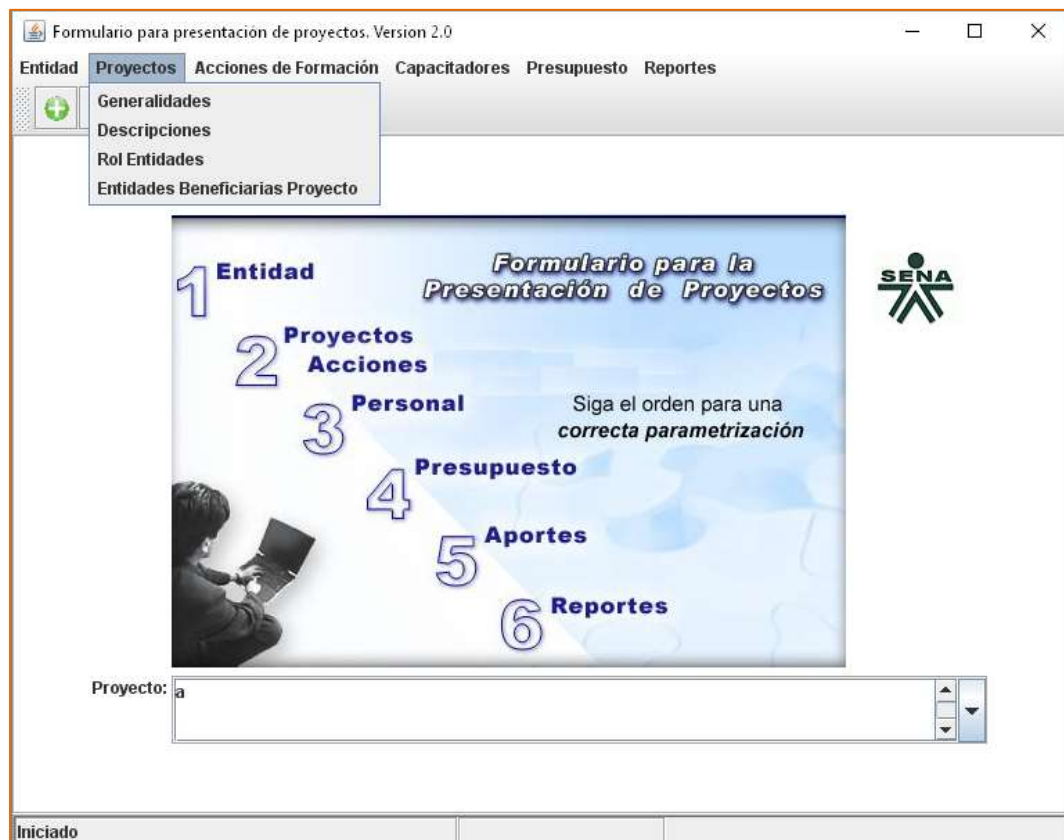 Formulario para presentación de proyectos. Version 2.0
Entidad Proyectos Acciones de Formación Capacitadores Presupuesto Reportes
Generalidades
Descripciones
Rol Entidades
Entidades Beneficiarias Proyecto
Formulario para la
Presentación de Proyectos
SENA
1 Entidad
2 Proyectos
Acciones
3 Personal
Siga el orden para una
correcta parametrización
4 Presupuesto
5 Aportes
6 Reportes
Proyecto: a
Iniciado